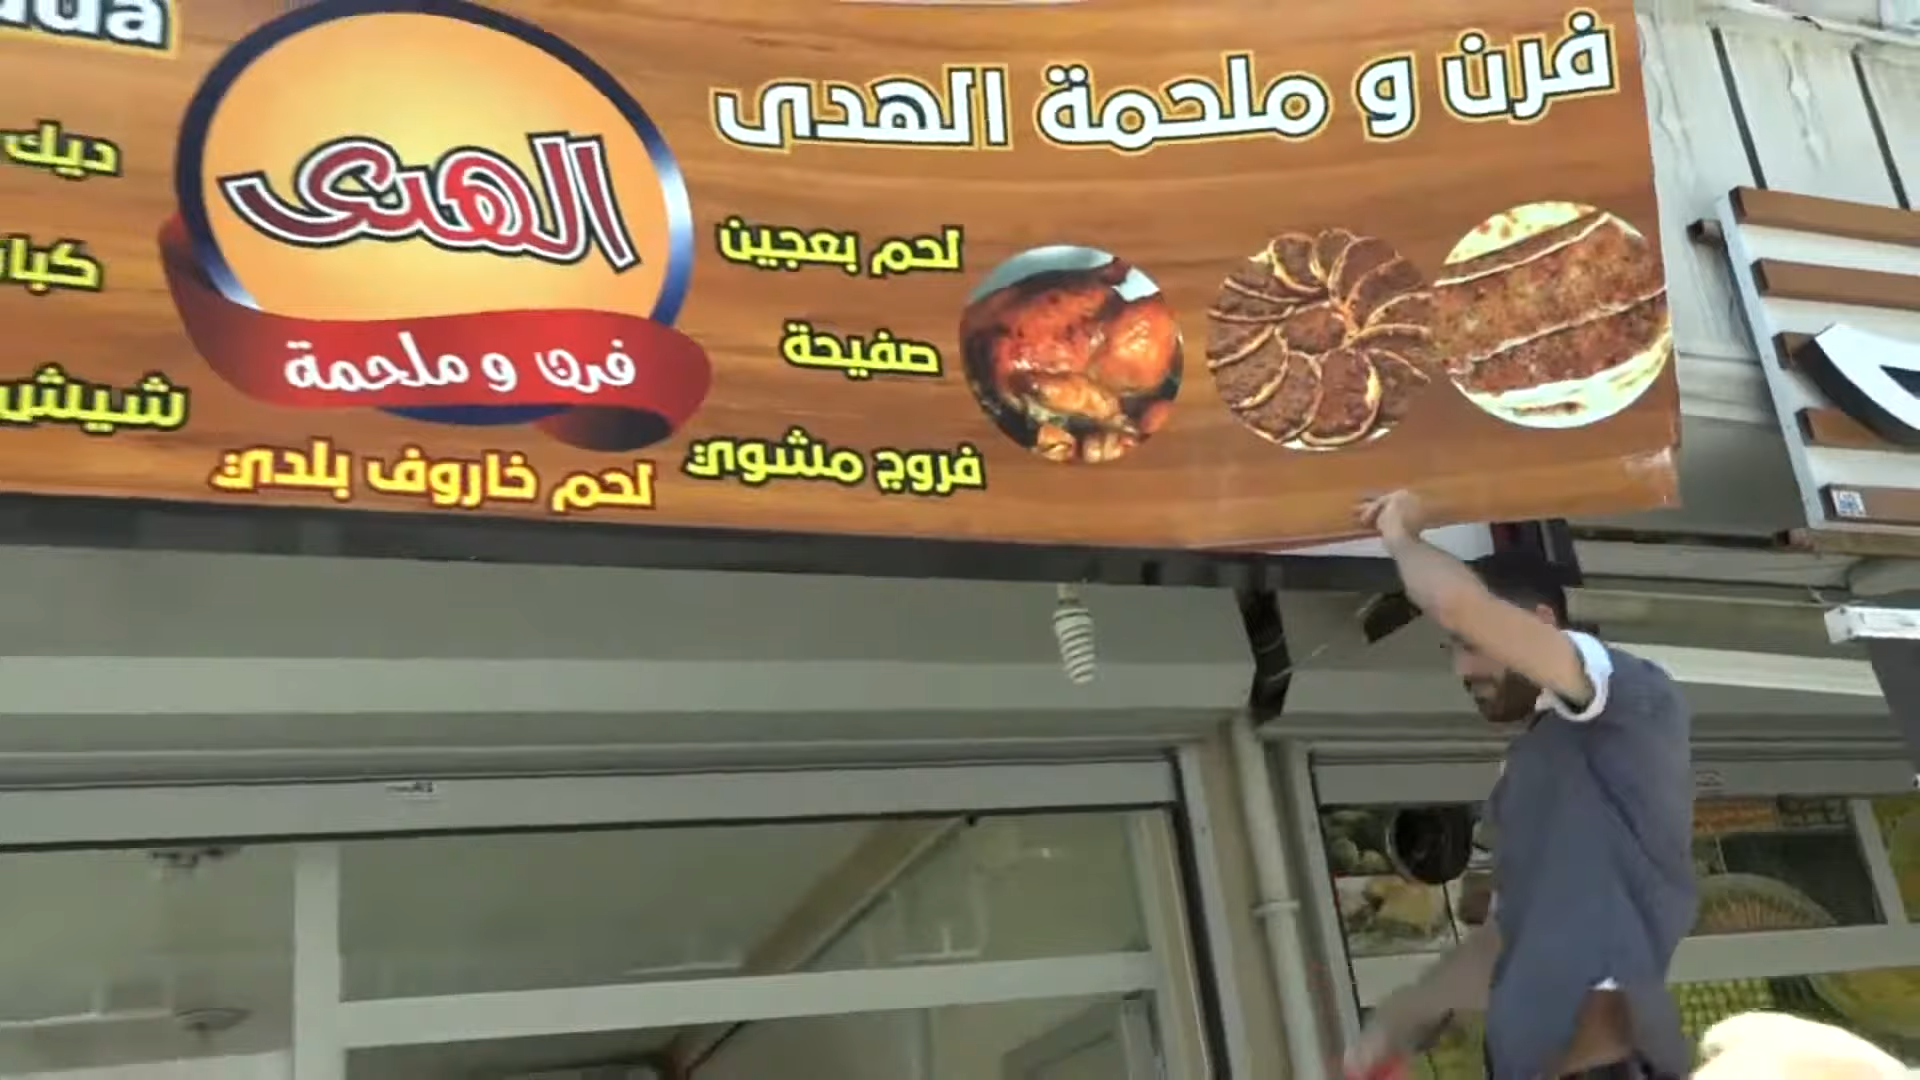 فرن و ملحمة الهدى
الهدى
فرن و ملحمة
لحم بعجين
صفيحة
فروج مشوي
لحم خاروف بلدي
ديك
شيش